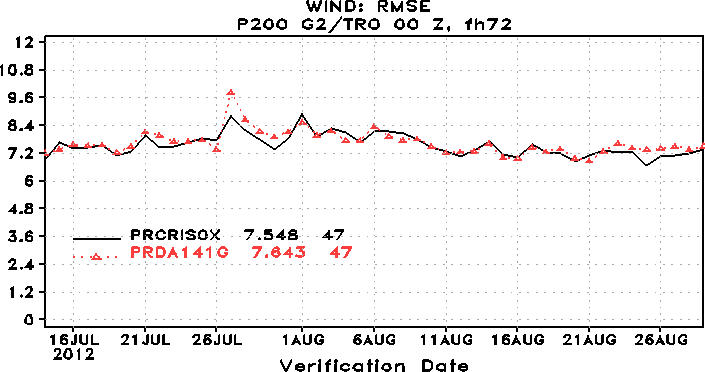 WIND: RMSE
P200 G2/TRO 00 Z, fh72
12
10.8
9.6
8.4
7.2
6
4.8
3.6
2.4
1.2
0
PRCRISOX 7.548 47
PRDA141G 7.643 47
16JUL 21JUL 26JUL 1AUG 6AUG 11AUG 16AUG 21AUG 26AUG
2012
Verification Date